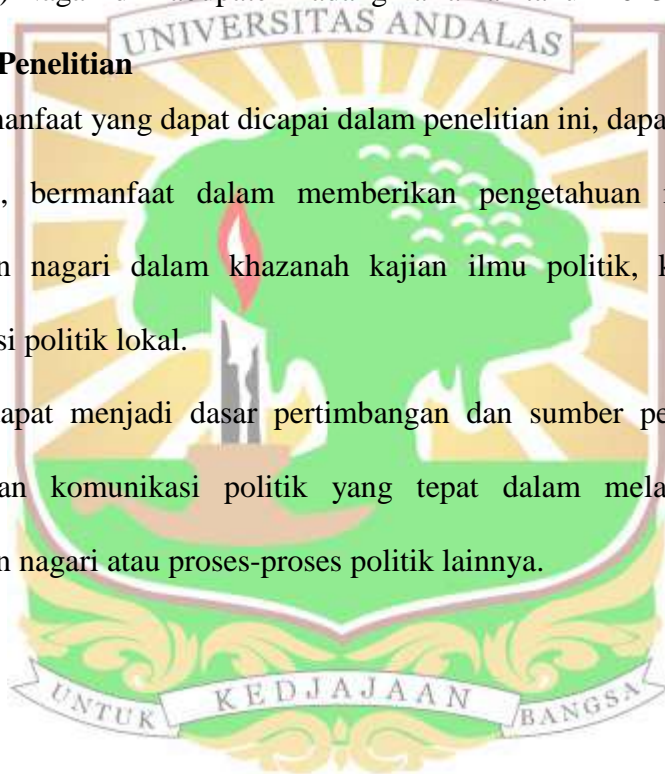 UNIVERSITAS ANDALAS
Penelitian
manfaat yang dapat dicapai dalam penelitian ini, dapa
, bermanfaat dalam memberikan pengetahuan
n nagari dalam khazanah kajian ilmu politik, k
si politik lokal.
apat menjadi dasar pertimbangan dan sumber pe
an komunikasi politik yang tepat dalam mela
n nagari atau proses-proses politik lainnya.
UNTUK KEDJAJAAN BANGSA